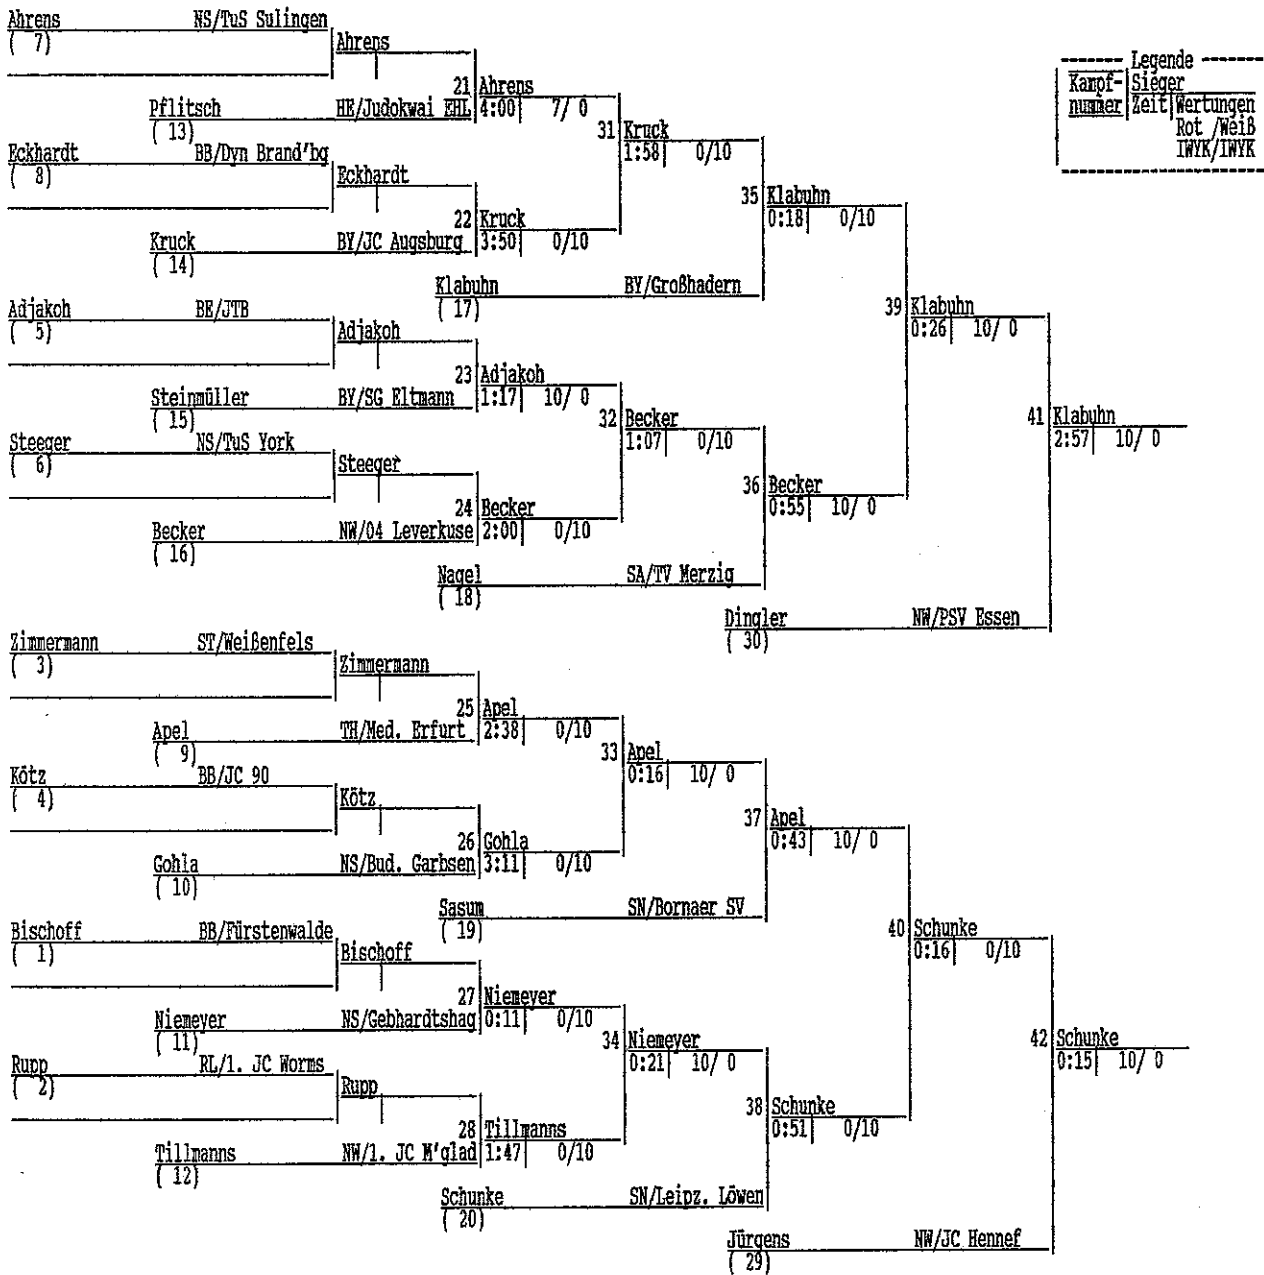 Ahrens NS/TuS Sulingen
( 7) Ahrens
------- Legende -------
Kampf- Sieger
nummer Zeit Wertungen
Rot /Weiß
IWYK/IWYK
21 Ahrens
Pflitsch HE/Judokwai EHL 4:00 7/ 0
( 13)
31 Kruck
1:58 0/10
Eckhardt BB/Dyn Brand'bg
( 8) Eckhardt
35 Klabuhn
0:18 0/10
22 Kruck
Kruck BY/JC Augsburg 3:50 0/10
( 14)
Klabuhn BY/Großhadern
( 17)
Adjakoh BE/JTB
( 5) Adjakoh
39 Klabuhn
0:26 10/ 0
23 Adjakoh
Steinmüller BY/SG Eltmann 1:17 10/ 0
( 15)
32 Becker
1:07 0/10
41 Klabuhn
2:57 10/ 0
Steeger NS/TuS York
( 6) Steeger
36 Becker
0:55 10/ 0
24 Becker
Becker NW/04 Leverkuse 2:00 0/10
( 16)
Nagel SA/TV Merzig
( 18)
Dingler NW/PSV Essen
( 30)
Zimmermann ST/Weißenfels
( 3) Zimmermann
25 Apel
Apel TH/Med. Erfurt 2:38 0/10
( 9)
33 Apel
0:16 10/ 0
Kötz BB/JC 90
( 4) Kötz
37 Apel
0:43 10/ 0
26 Gohla
Gohla NS/Bud. Garbsen 3:11 0/10
( 10)
Sasum SN/Bornaer SV
( 19)
Bischoff BB/Fürstenwalde
( 1) Bischoff
40 Schunke
0:16 0/10
27 Niemeyer
Niemeyer NS/Gebhardtshag 0:11 0/10
( 11)
34 Niemeyer
0:21 10/ 0
42 Schunke
0:15 10/ 0
Rupp RL/1. JC Worms
( 2) Rupp
38 Schunke
0:51 0/10
28 Tillmanns
Tillmanns NW/1. JC M'glad 1:47 0/10
( 12)
Schunke SN/Leipz. Löwen
( 20)
Jürgens NW/JC Hennef
( 29)